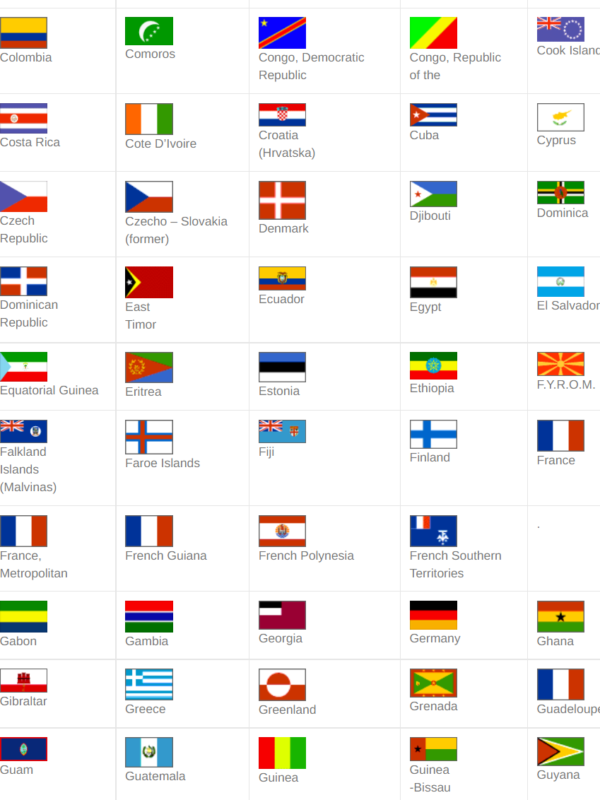 Colombia
Comoros
Congo, Democratic
Republic
Congo, Republic
of the
Cook Island
Costa Rica
Cote D'Ivoire
Croatia
(Hrvatska)
Cuba
Cyprus
Czech
Republic
Czecho – Slovakia
(former)
Denmark
Djibouti
Dominica
Dominican
Republic
East
Timor
Ecuador
Egypt
El Salvador
Equatorial Guinea
Eritrea
Estonia
Ethiopia
F.Y.R.O.M.
Falkland
Islands
(Malvinas)
Faroe Islands
Fiji
Finland
France
France,
Metropolitan
French Guiana
French Polynesia
French Southern
Territories
.
Gabon
Gambia
Georgia
Germany
Ghana
Gibraltar
Greece
Greenland
Grenada
Guadeloupe
Guam
Guatemala
Guinea
Guinea
-Bissau
Guyana